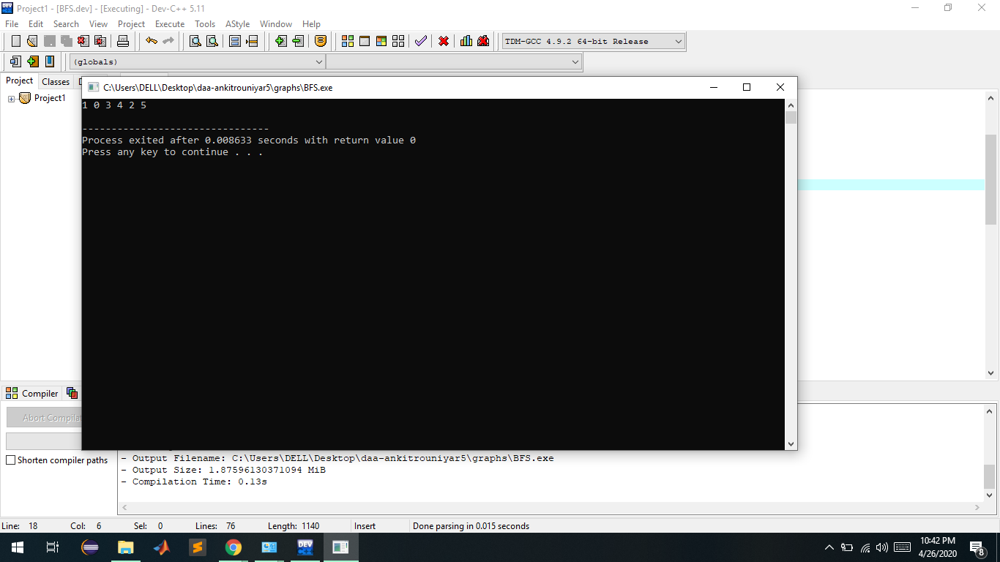 Project1 - [BFS.dev] - [Executing] - Dev-C++ 5.11
File Edit Search View Project Execute Tools AStyle Window Help
TDM-GCC 4.9.2 64-bit Release
(globals)
Project Classes
Project1
C:\Users\DELL\Desktop\daa-ankitrouniyar5\graphs\BFS.exe
1 0 3 4 2 5
--------------------------------
Process exited after 0.008633 seconds with return value 0
Press any key to continue . . .
Compiler
Abort Compilat
Shorten compiler paths
- Output Filename: C:\Users\DELL\Desktop\daa-ankitrouniyar5\graphs\BFS.exe
- Output Size: 1.87596130371094 MiB
- Compilation Time: 0.13s
Line: 18 Col: 6 Sel: 0 Lines: 76 Length: 1140 Insert Done parsing in 0.015 seconds
DEV
10:42 PM
4/26/2020
8